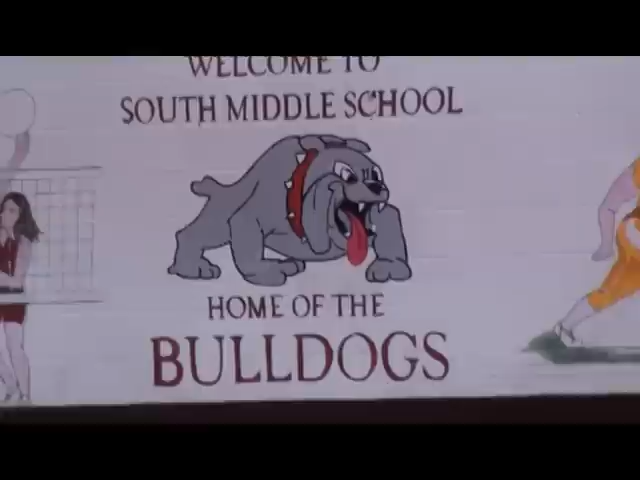 WELCOME TO
SOUTH MIDDLE SCHOOL
HOME OF THE
BULLDOGS